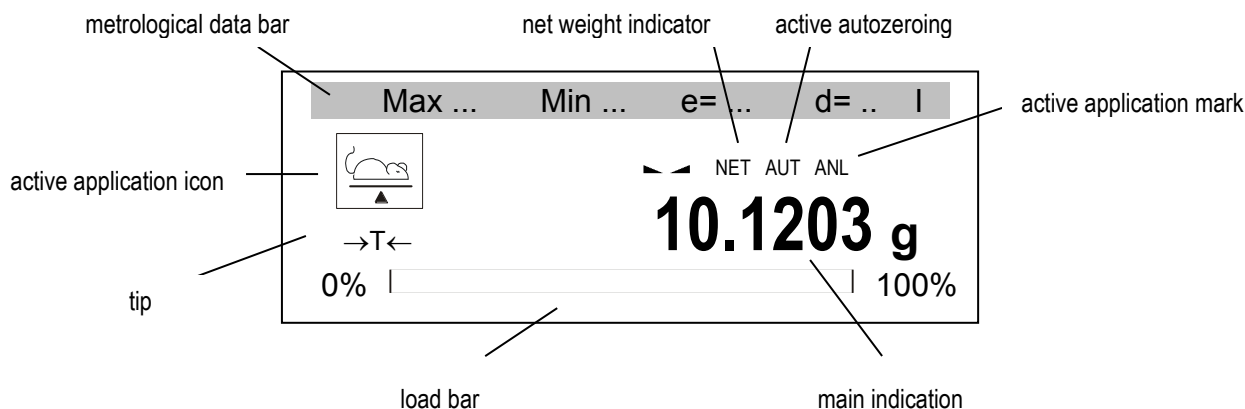 metrological data bar net weight indicator active autozeroing
Max ... Min ... e= ... d= .. I
active application mark
active application icon
NET AUT ANL
10.1203 g
→T←
0% 100%
tip
load bar main indication